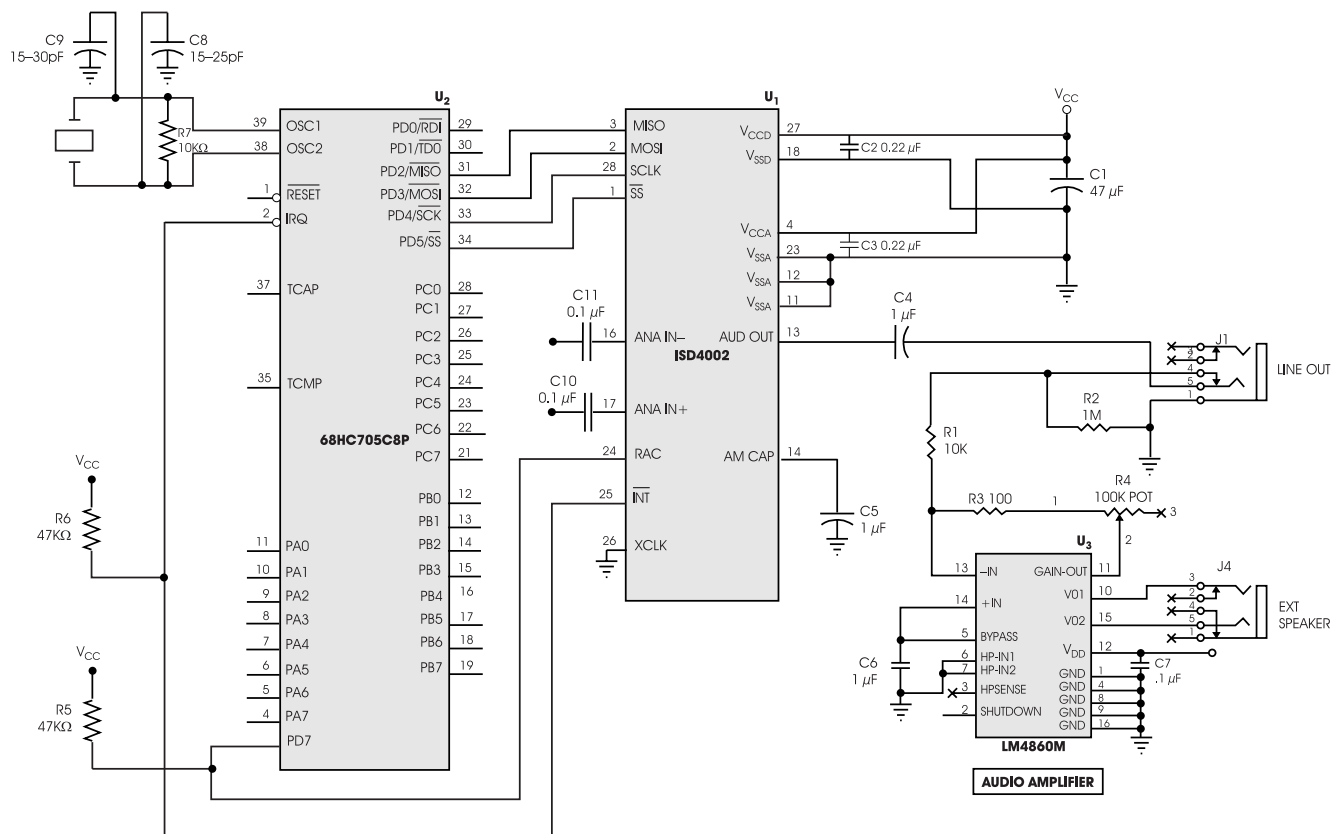 C9
15–30pF
C8
15–25pF
R7
10KΩ
U2
68HC705C8P
39 OSC1
38 OSC2
1 RESET
2 IRQ
37 TCAP
35 TCMP
11 PA0
10 PA1
9 PA2
8 PA3
7 PA4
6 PA5
5 PA6
4 PA7
PD7
PD0/RDI 29
PD1/TD0 30
PD2/MISO 31
PD3/MOSI 32
PD4/SCK 33
PD5/SS 34
PC0 28
PC1 27
PC2 26
PC3 25
PC4 24
PC5 23
PC6 22
PC7 21
PB0 12
PB1 13
PB2 14
PB3 15
PB4 16
PB5 17
PB6 18
PB7 19
VCC
R6
47KΩ
VCC
R5
47KΩ
U1
ISD4002
3 MISO
2 MOSI
28 SCLK
1 SS
C11
0.1 µF
16 ANA IN–
C10
0.1 µF
17 ANA IN+
24 RAC
25 INT
26 XCLK
VCCD 27
VSSD 18
VCCA 4
VSSA 23
VSSA 12
VSSA 11
AUD OUT 13
AM CAP 14
C2 0.22 µF
C3 0.22 µF
VCC
C1
47 µF
C4
1 µF
C5
1 µF
J1
4
5
1
LINE OUT
R2
1M
R1
10K
R3 100
1
R4
100K POT
3
2
U3
13 –IN
14 +IN
5 BYPASS
6 HP-IN1
7 HP-IN2
3 HPSENSE
2 SHUTDOWN
GAIN-OUT 11
V01 10
V02 15
VDD 12
GND 1
GND 4
GND 8
GND 9
GND 16
LM4860M
AUDIO AMPLIFIER
C6
1 µF
C7
.1 µF
J4
3
2
4
5
1
EXT
SPEAKER